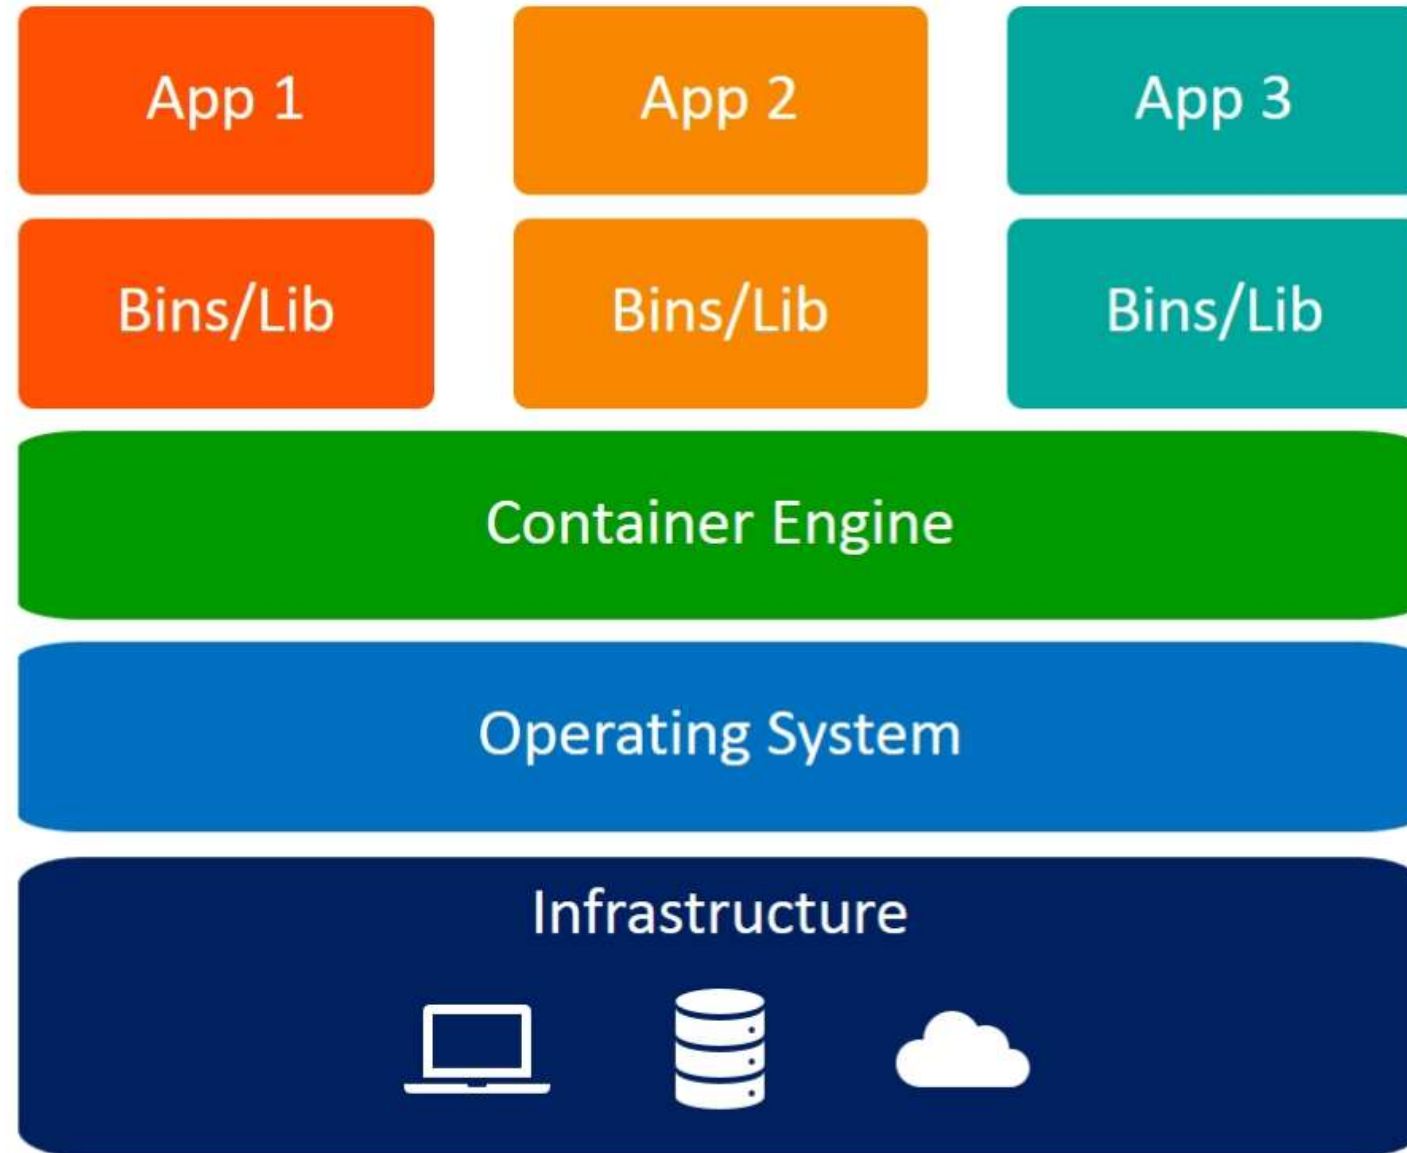 App 1
App 2
App 3
Bins/Lib
Bins/Lib
Bins/Lib
Container Engine
Operating System
Infrastructure